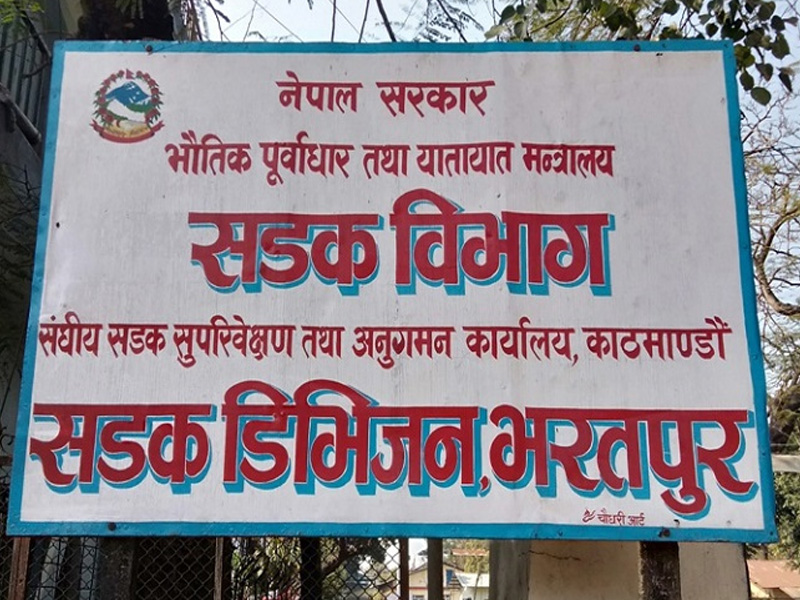 नेपाल सरकार
भौतिक पूर्वाधार तथा यातायात मन्त्रालय
सडक विभाग
संघीय सडक सुपरिवेक्षण तथा अनुगमन कार्यालय, काठमाण्डौं
सडक डिभिजन, भरतपुर
चौधरी आर्ट